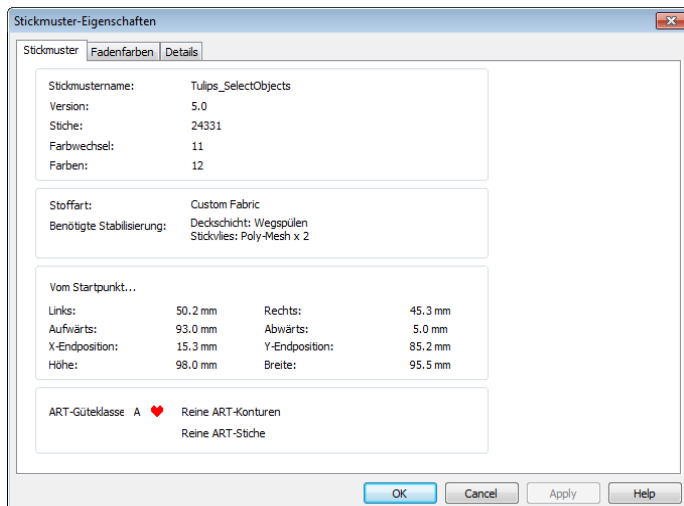 Stickmuster-Eigenschaften
Stickmuster Fadenfarben Details
Stickmustername: Tulips_SelectObjects
Version: 5.0
Stiche: 24331
Farbwechsel: 11
Farben: 12
Stoffart: Custom Fabric
Benötigte Stabilisierung: Deckschicht: Wegspülen
Stickvlies: Poly-Mesh x 2
Vom Startpunkt...
Links: 50.2 mm Rechts: 45.3 mm
Aufwärts: 93.0 mm Abwärts: 5.0 mm
X-Endposition: 15.3 mm Y-Endposition: 85.2 mm
Höhe: 98.0 mm Breite: 95.5 mm
ART-Güteklasse A Reine ART-Konturen
Reine ART-Stiche
OK Cancel Apply Help